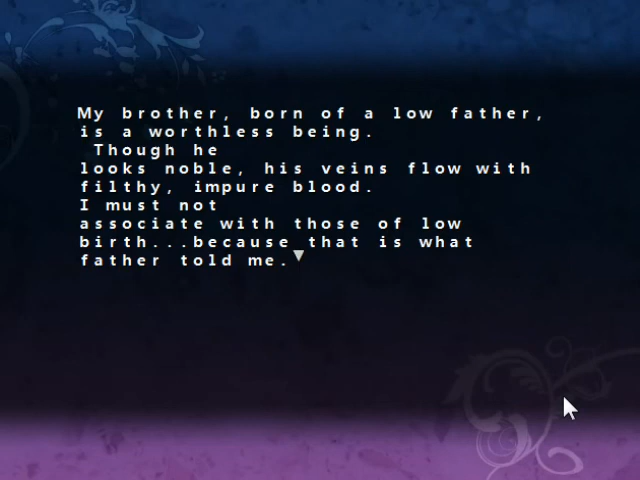 My brother, born of a low father,
is a worthless being.
Though he
looks noble, his veins flow with
filthy, impure blood.
I must not
associate with those of low
birth...because that is what
father told me.